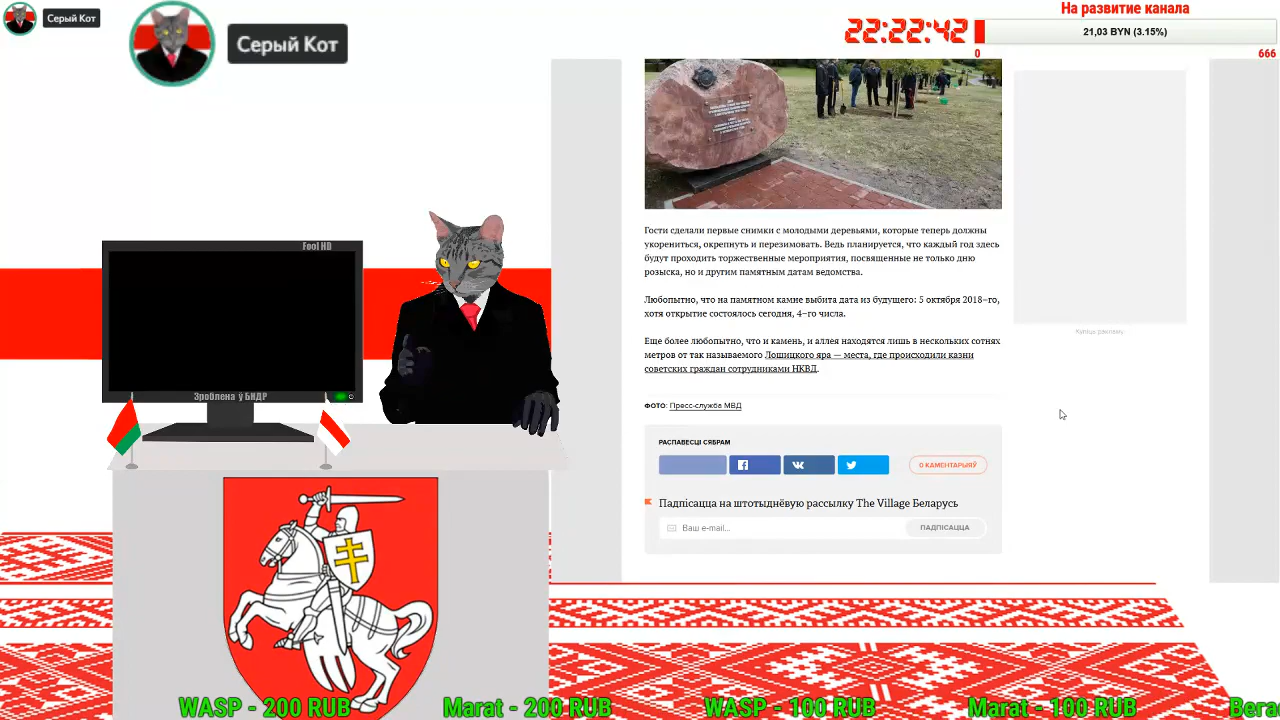 Серый Кот
Серый Кот
22:22:42
На развитие канала
21,03 BYN (3.15%)
0
666
Fool HD
Зроблена ў БНДР
Гости сделали первые снимки с молодыми деревьями, которые теперь должны
укорениться, окрепнуть и перезимовать. Ведь планируется, что каждый год здесь
будут проходить торжественные мероприятия, посвященные не только дню
розыска, но и другим памятным датам ведомства.
Любопытно, что на памятном камне выбита дата из будущего: 5 октября 2018–го,
хотя открытие состоялось сегодня, 4–го числа.
Еще более любопытно, что и камень, и аллея находятся лишь в нескольких сотнях
метров от так называемого Лошицкого яра — места, где происходили казни
советских граждан сотрудниками НКВД.
ФОТО: Пресс-служба МВД
РАСПАВЕСЦІ СЯБРАМ
0 КАМЕНТАРЫЯЎ
Падпісацца на штотыднёвую рассылку The Village Беларусь
Ваш e-mail...
ПАДПІСАЦЦА
WASP - 200 RUB
Marat - 200 RUB
WASP - 100 RUB
Marat - 100 RUB